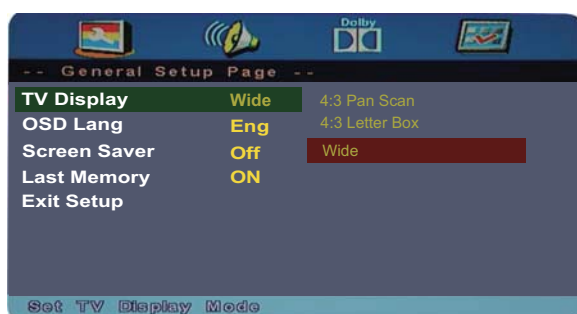 Dolby
-- General Setup Page --
TV Display Wide 4:3 Pan Scan
OSD Lang Eng 4:3 Letter Box
Screen Saver Off Wide
Last Memory ON
Exit Setup
Set TV Display Mode